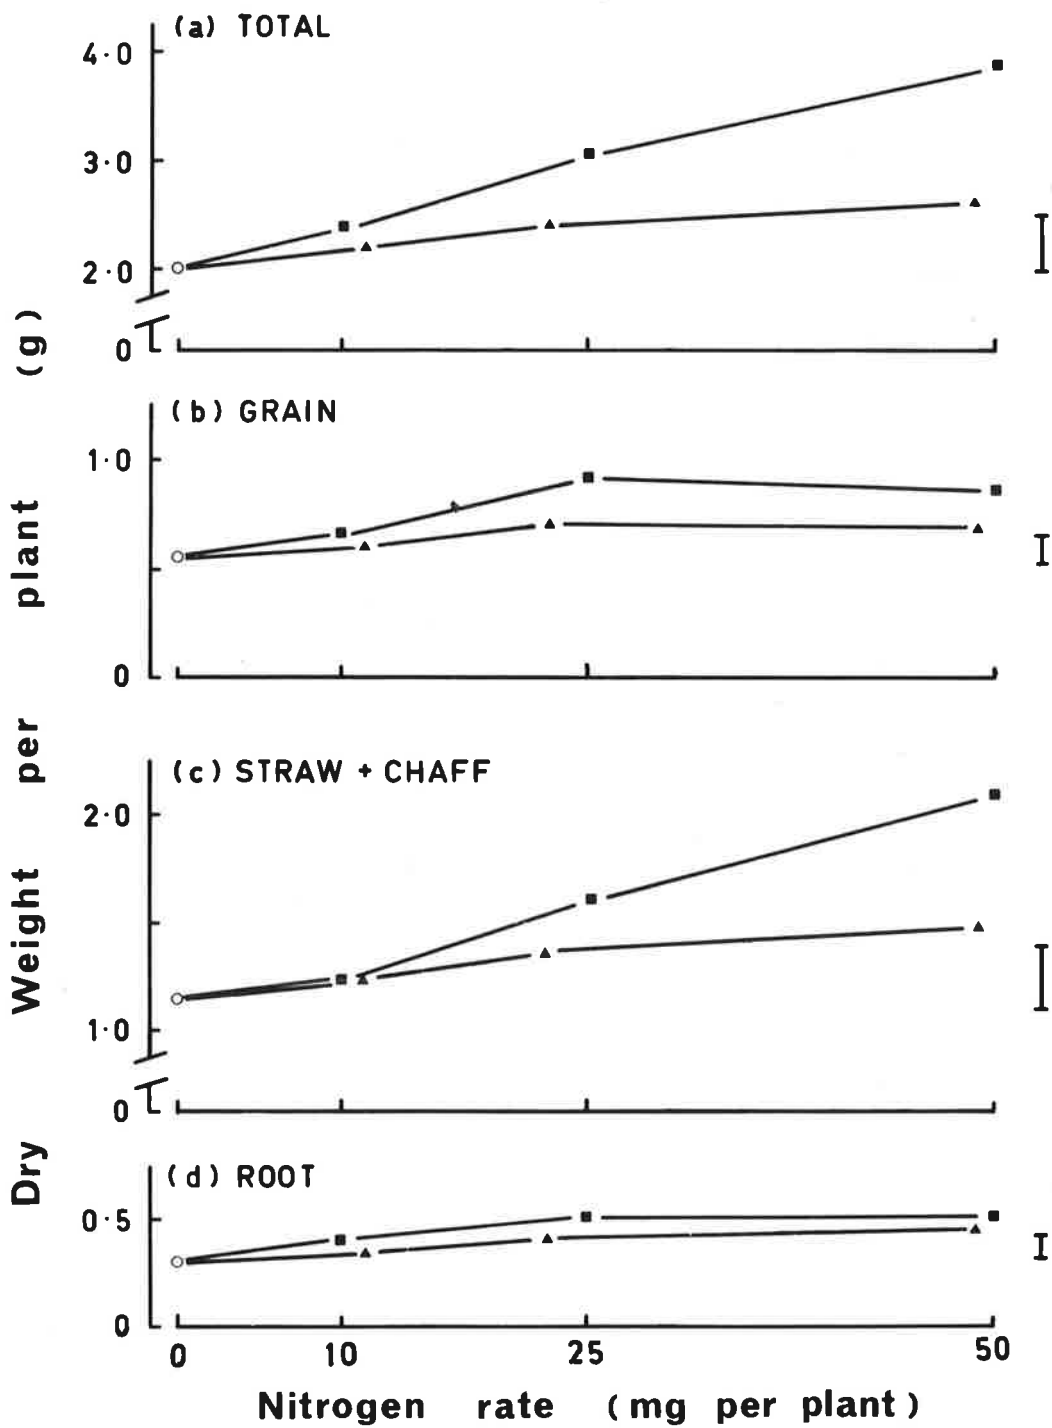 (a) TOTAL
4·0
3·0
2·0
0
(b) GRAIN
1·0
0
(c) STRAW + CHAFF
2·0
1·0
0
(d) ROOT
0·5
0
0 10 25 50
Nitrogen rate (mg per plant)
Dry Weight per plant (g)